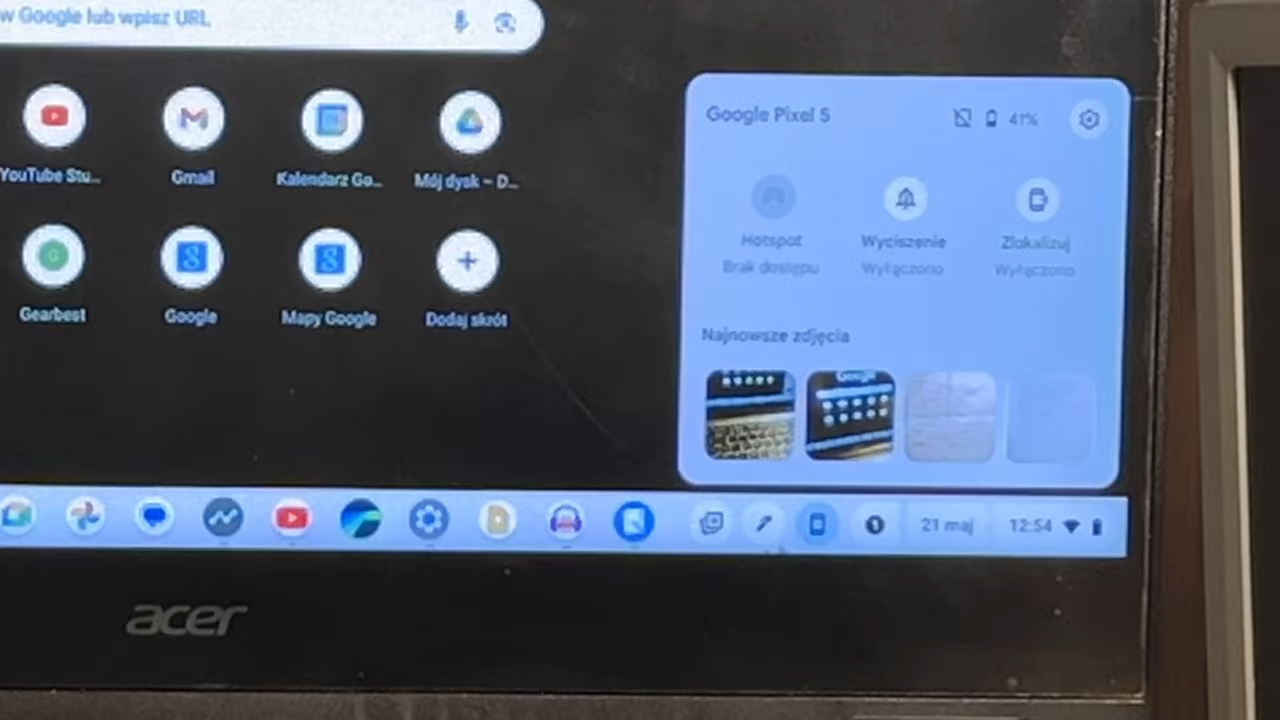 w Google lub wpisz URL
Google Pixel 5
41%
YouTube Stu...
Gmail
Kalendarz Go...
Mój dysk – D...
Hotspot
Wyciszenie
Zlokalizuj
Brak dostępu
Wyłączono
Wyłączono
Gearbest
Google
Mapy Google
Dodaj skrót
Najnowsze zdjęcia
Google
21 maj
12:54
acer